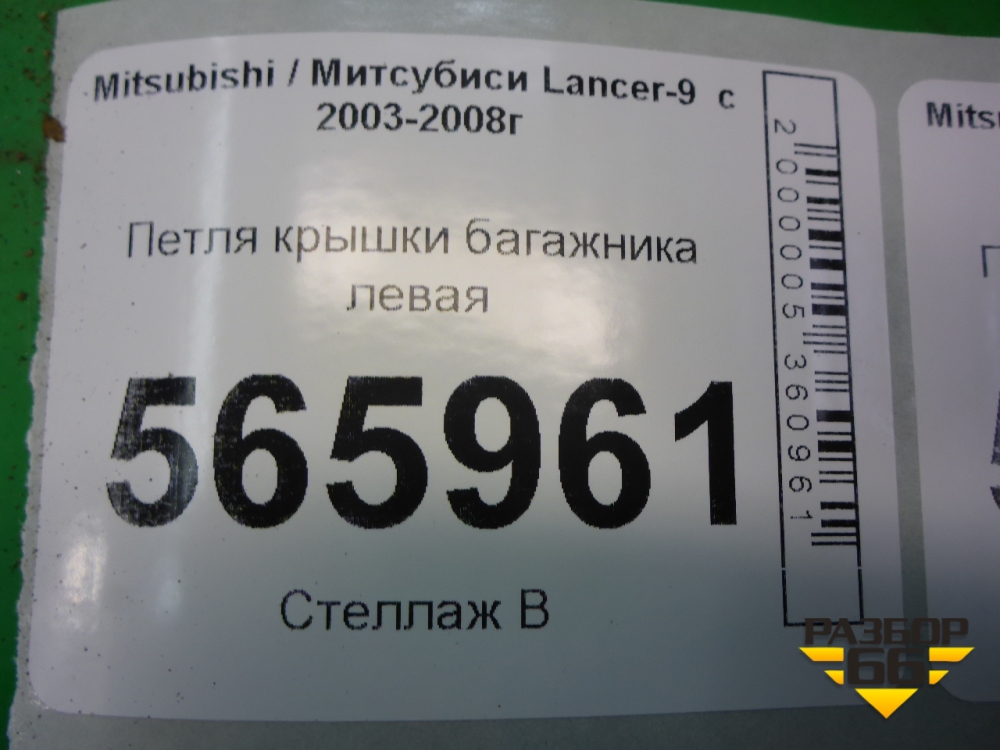 Mitsubishi / Митсубиси Lancer-9 с
2003-2008г
Петля крышки багажника
левая
565961
Стеллаж В
2000005360961
Mits
РАЗБОР
66